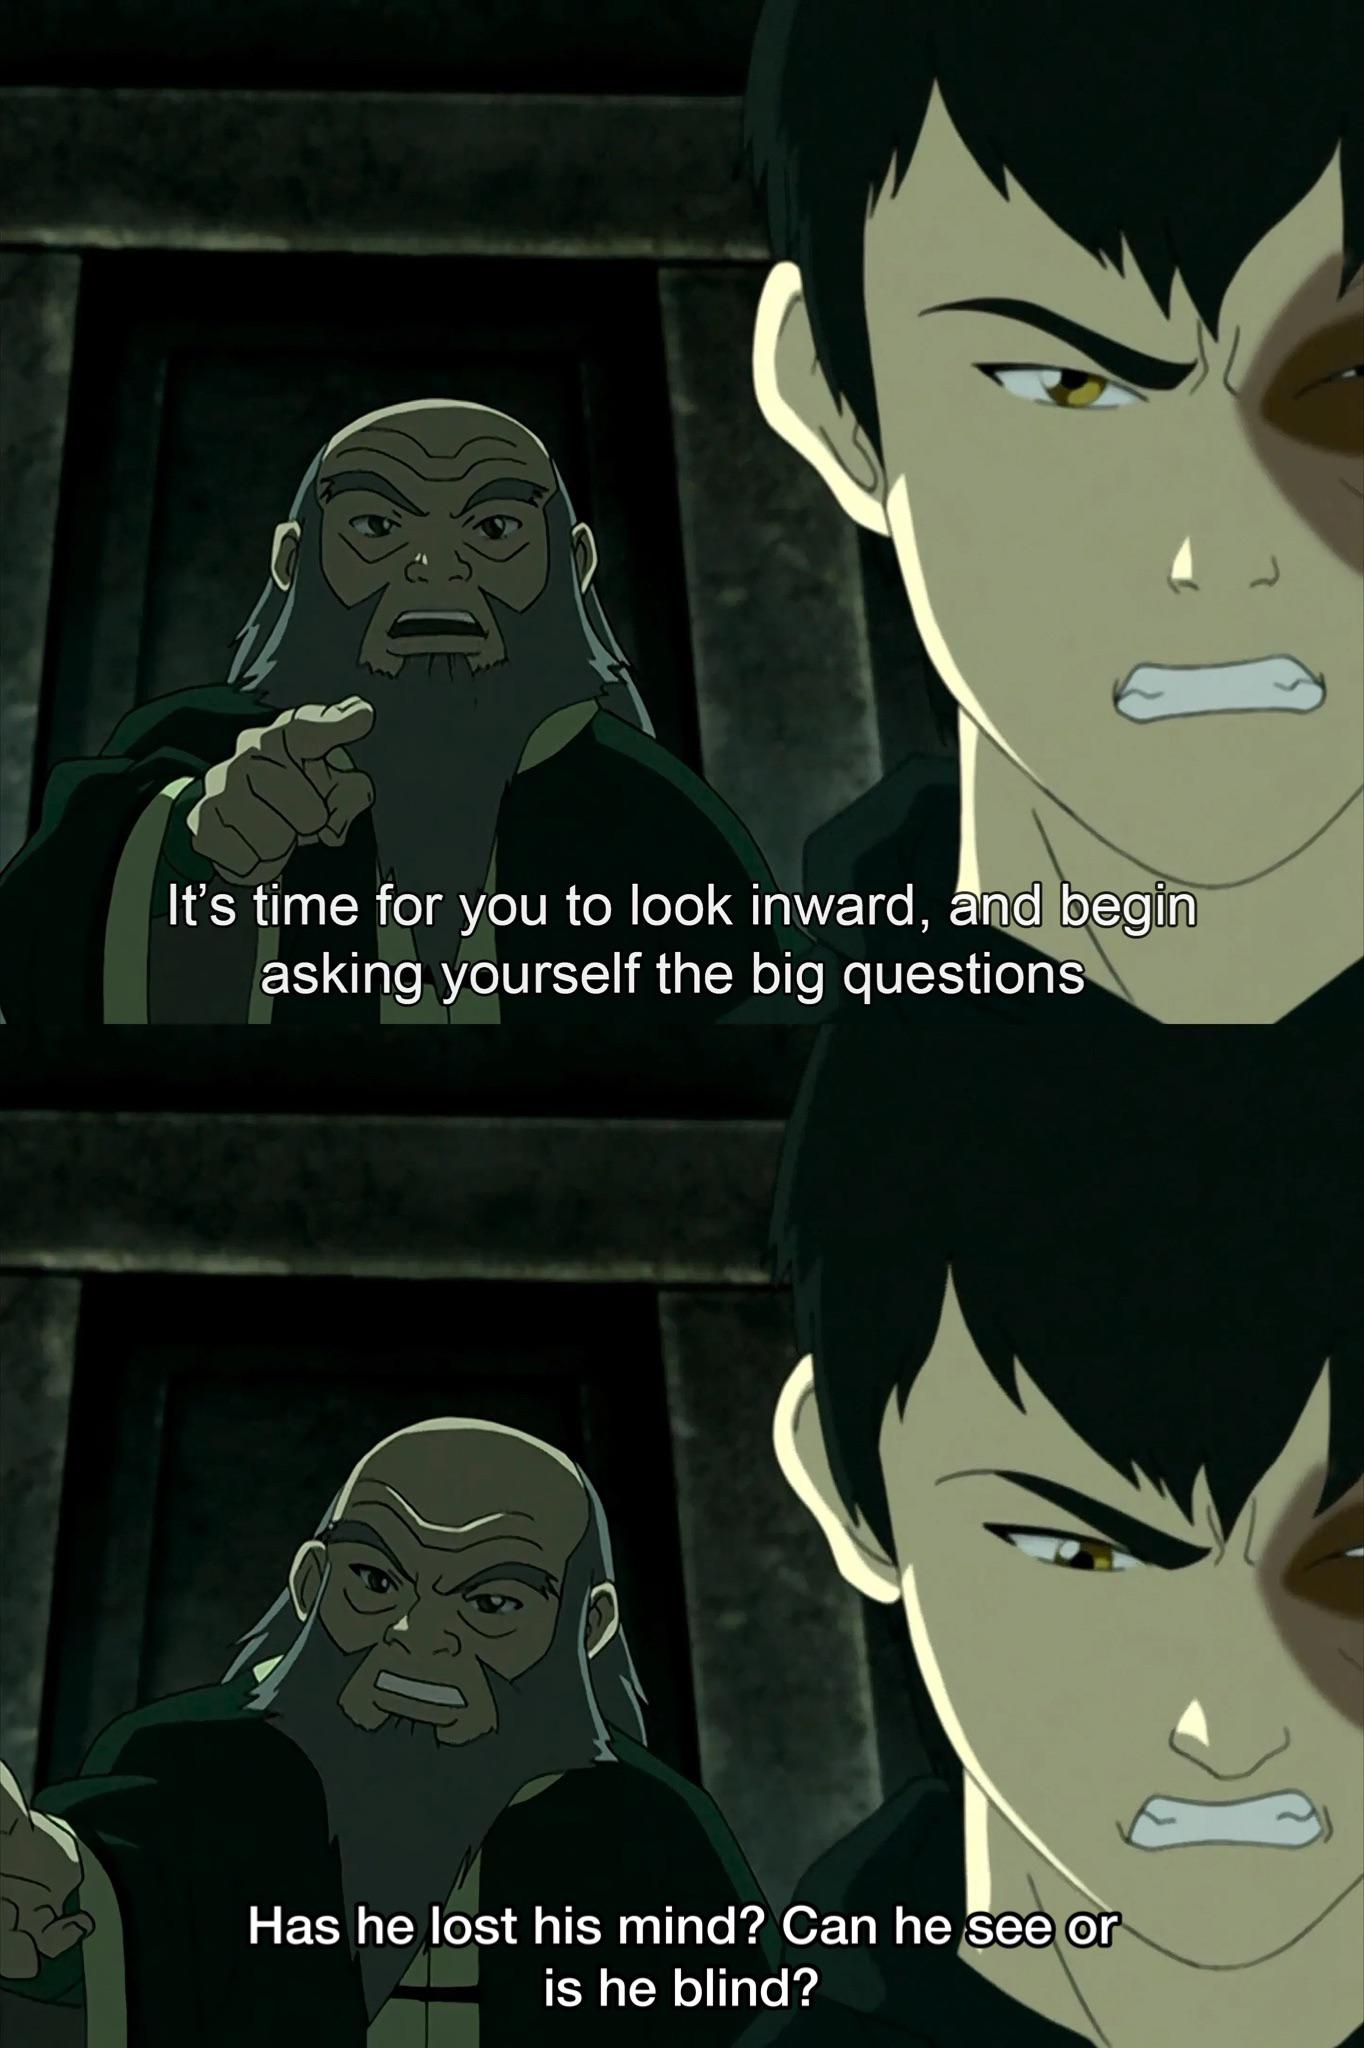 It’s time for you to look inward, and begin
asking yourself the big questions
Has he lost his mind? Can he see or
is he blind?